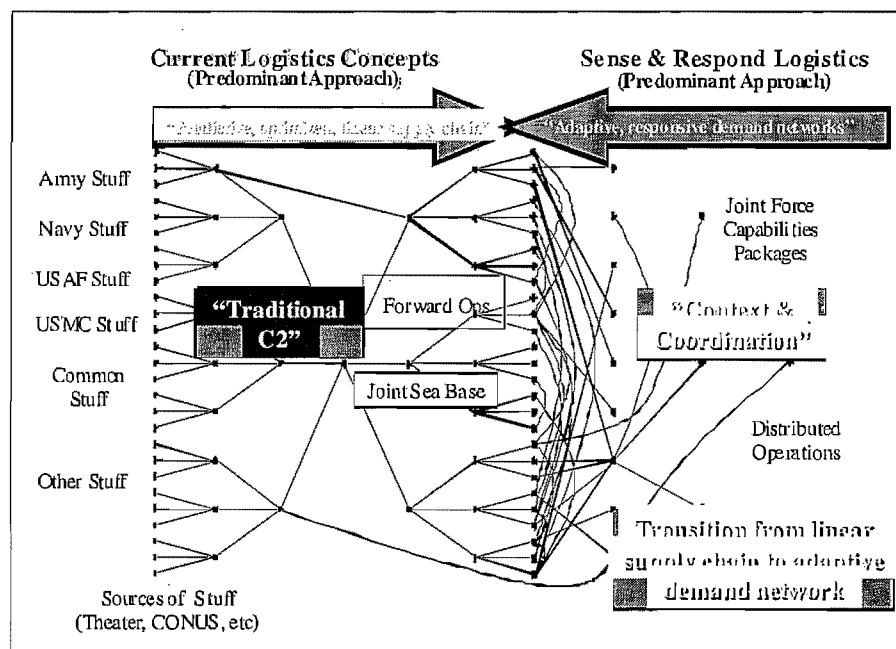 Current Logistics Concepts
(Predominant Approach)
Sense & Respond Logistics
(Predominant Approach)
supply chain"
"Adaptive, responsive demand networks"
Army Stuff
Navy Stuff
USAF Stuff
USMC Stuff
Common
Stuff
Other Stuff
Sources of Stuff
(Theater, CONUS, etc)
"Traditional
C2"
Forward Ops
Joint Sea Base
Joint Force
Capabilities
Packages
"Context &
Coordination"
Distributed
Operations
Transition from linear
supply chain to adaptive
demand network